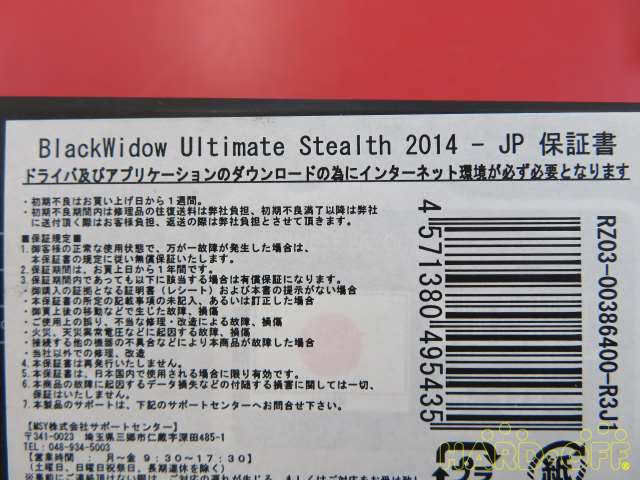 BlackWidow Ultimate Stealth 2014 - JP 保証書
ドライバ及びアプリケーションのダウンロードの為にインターネット環境が必ず必要となります
・初期不良はお買い上げ日から1週間。
・初期不良期間内は修理品の往復送料は弊社負担、初期不良満了以降は弊社
に送付頂く際はお客様負担、返送の際は弊社負担とさせて頂きます。
■保証規定■
1.御客様の正常な使用状態で、万が一故障が発生した場合は、
本保証書の規定に従い無償保証いたします。
2.保証期間は、お買上日から1年間です。
3.保証期間内であっても以下に該当する場合は有償保証になります。
・御購入の証拠となる証明書(レシート)および本書の提示がない場合
・本保証書の所定の記載事項の未記入、あるいは訂正した場合
・御買上後の移動などで生じた故障、損傷
・ご使用上の誤り、不当な修理・改造による故障、損傷
・火災、天災異常電圧などに起因する故障、損傷
・接続する他の機器の不具合などにより本商品が故障した場合
・当社以外での修理、改造
4.本保証書は再発行いたしません。
5.本保証書は、日本国内で使用される場合に限り有効です。
6.本商品の故障に起因するデータ損失などの付随する損害に関しては一切、
保証はいたしません。
7.本製品のサポートは、下記のサポートセンターへお問合せ下さい。
【MSY株式会社サポートセンター】
〒341-0023 埼玉県三郷市仁蔵字深田485-1
TEL:048-934-5003
【営業時間 : 月〜金 9:30〜17:30】
(土曜日、日曜日祝祭日、長期連休を除く)
4 571380 495435
RZ03-00386400-R3J1
プラ
紙
HARD OFF